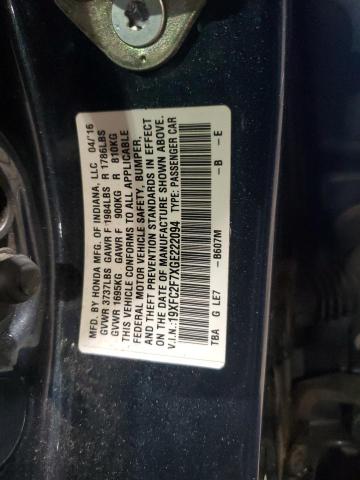 MFD. BY HONDA MFG. OF INDIANA, LLC 04/16
GVWR 3737LBS GAWR F 1984LBS R 1786LBS
GVWR 1695KG GAWR F 900KG R 810KG
THIS VEHICLE CONFORMS TO ALL APPLICABLE
FEDERAL MOTOR VEHICLE SAFETY, BUMPER,
AND THEFT PREVENTION STANDARDS IN EFFECT
ON THE DATE OF MANUFACTURE SHOWN ABOVE.
V.I.N.: 19XFC2F7XGE222094 TYPE: PASSENGER CAR
TBA G LE7 - B607M - B - E